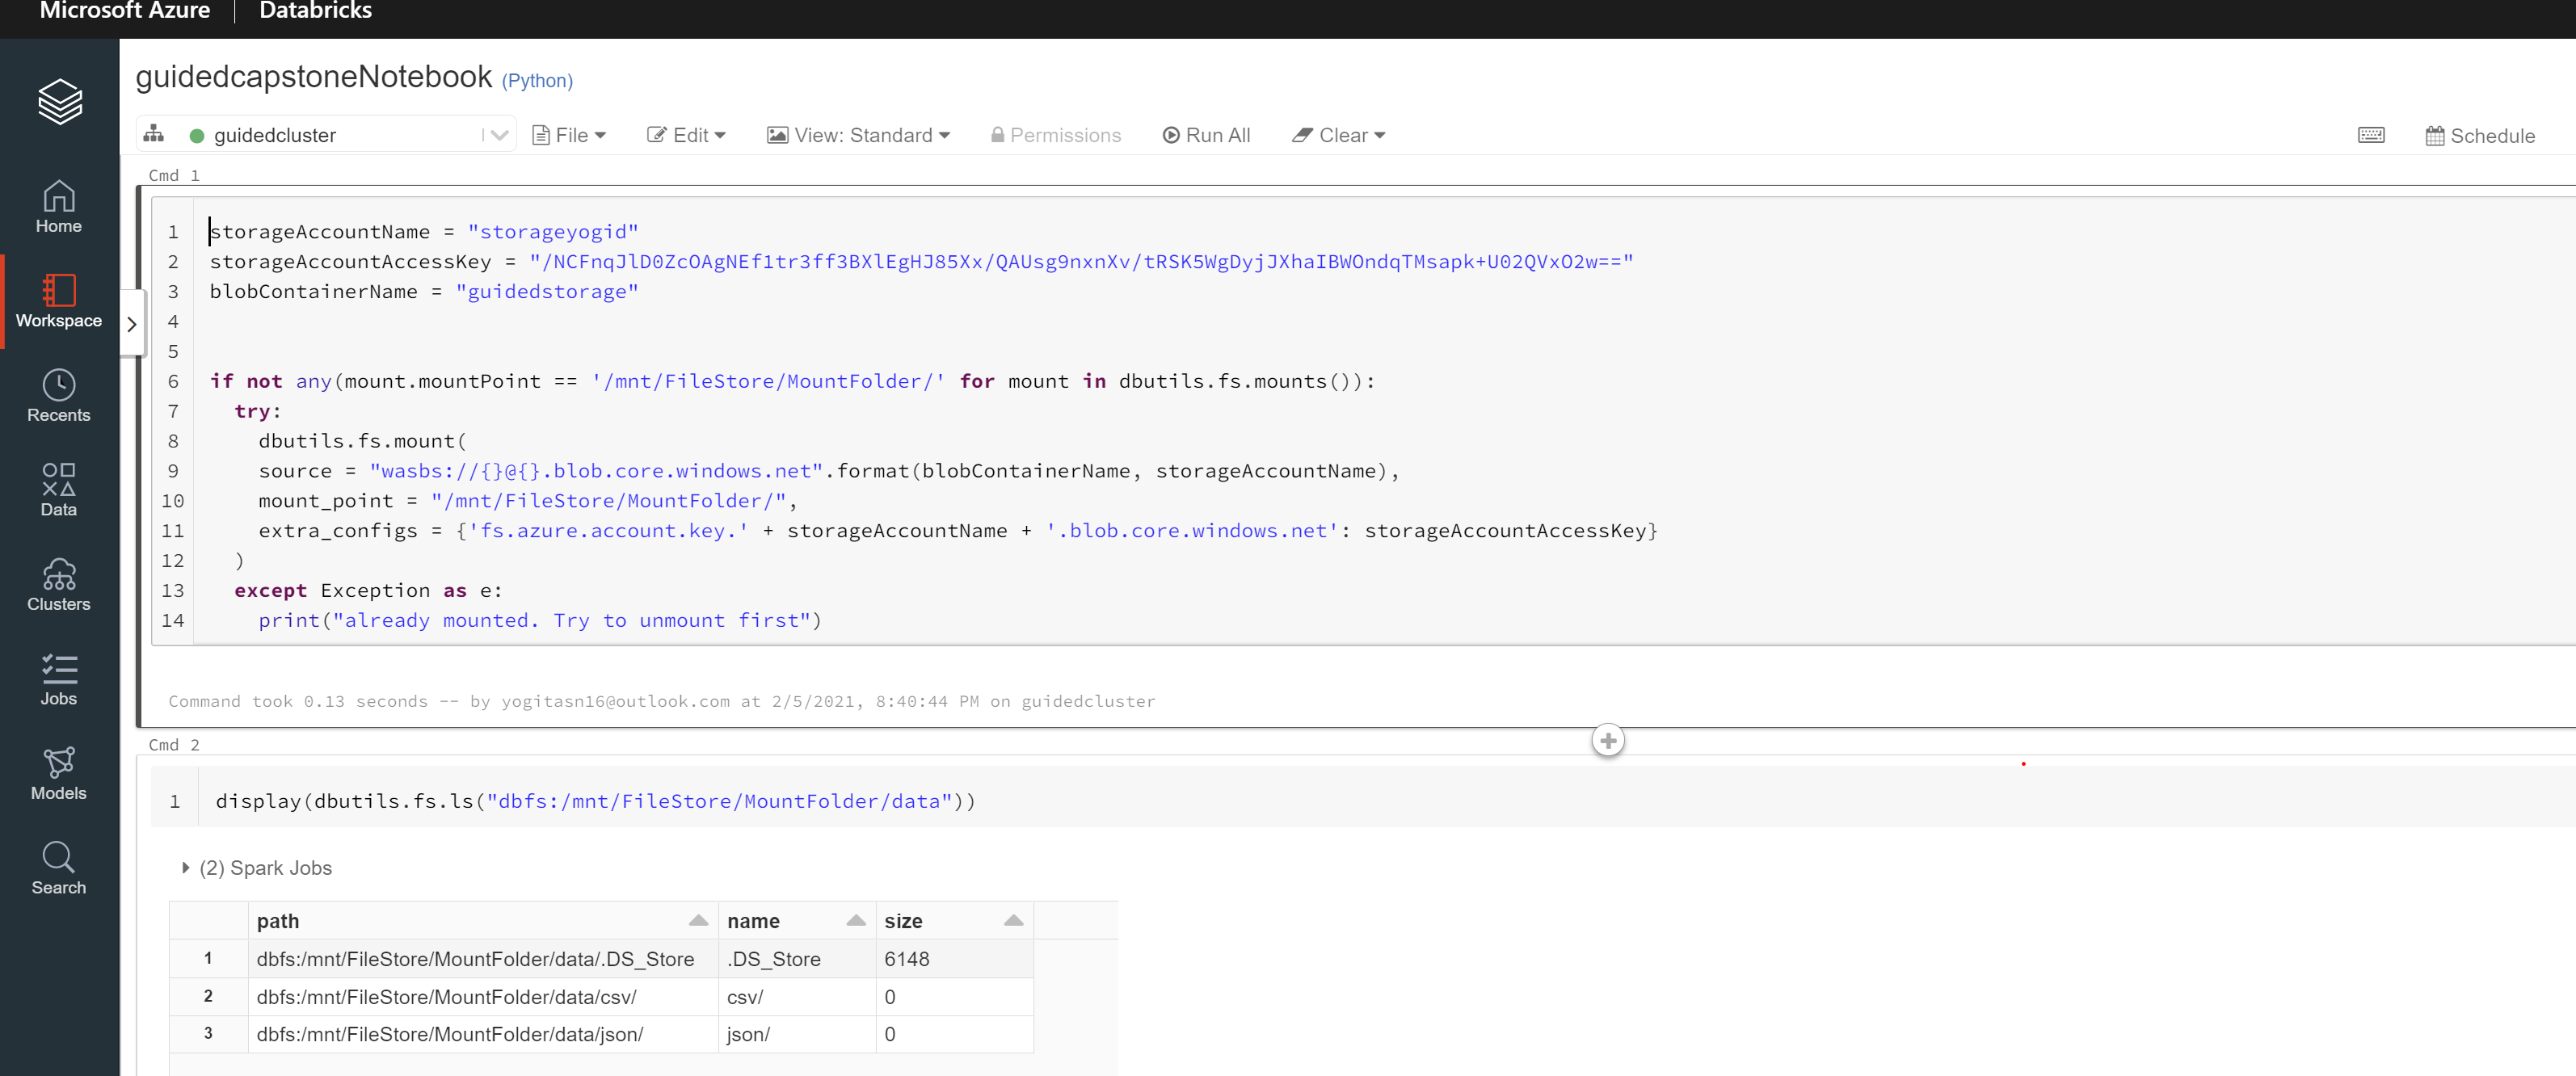 Microsoft Azure | Databricks
guidedcapstoneNotebook (Python)
guidedcluster File Edit View: Standard Permissions Run All Clear Schedule
Home
Workspace
Recents
Data
Clusters
Jobs
Models
Search
Cmd 1
1 storageAccountName = "storageyogid"
2 storageAccountAccessKey = "/NCFnqJlD0ZcOAgNEf1tr3ff3BXlEgHJ85Xx/QAUsg9nxnXv/tRSK5WgDyjJXhaIBWOndqTMsapk+U02QVxO2w=="
3 blobContainerName = "guidedstorage"
4
5
6 if not any(mount.mountPoint == '/mnt/FileStore/MountFolder/' for mount in dbutils.fs.mounts()):
7 try:
8 dbutils.fs.mount(
9 source = "wasbs://{}@{}.blob.core.windows.net".format(blobContainerName, storageAccountName),
10 mount_point = "/mnt/FileStore/MountFolder/",
11 extra_configs = {'fs.azure.account.key.' + storageAccountName + '.blob.core.windows.net': storageAccountAccessKey}
12 )
13 except Exception as e:
14 print("already mounted. Try to unmount first")
Command took 0.13 seconds -- by yogitasn16@outlook.com at 2/5/2021, 8:40:44 PM on guidedcluster
Cmd 2
1 display(dbutils.fs.ls("dbfs:/mnt/FileStore/MountFolder/data"))
(2) Spark Jobs
path name size
1 dbfs:/mnt/FileStore/MountFolder/data/.DS_Store .DS_Store 6148
2 dbfs:/mnt/FileStore/MountFolder/data/csv/ csv/ 0
3 dbfs:/mnt/FileStore/MountFolder/data/json/ json/ 0